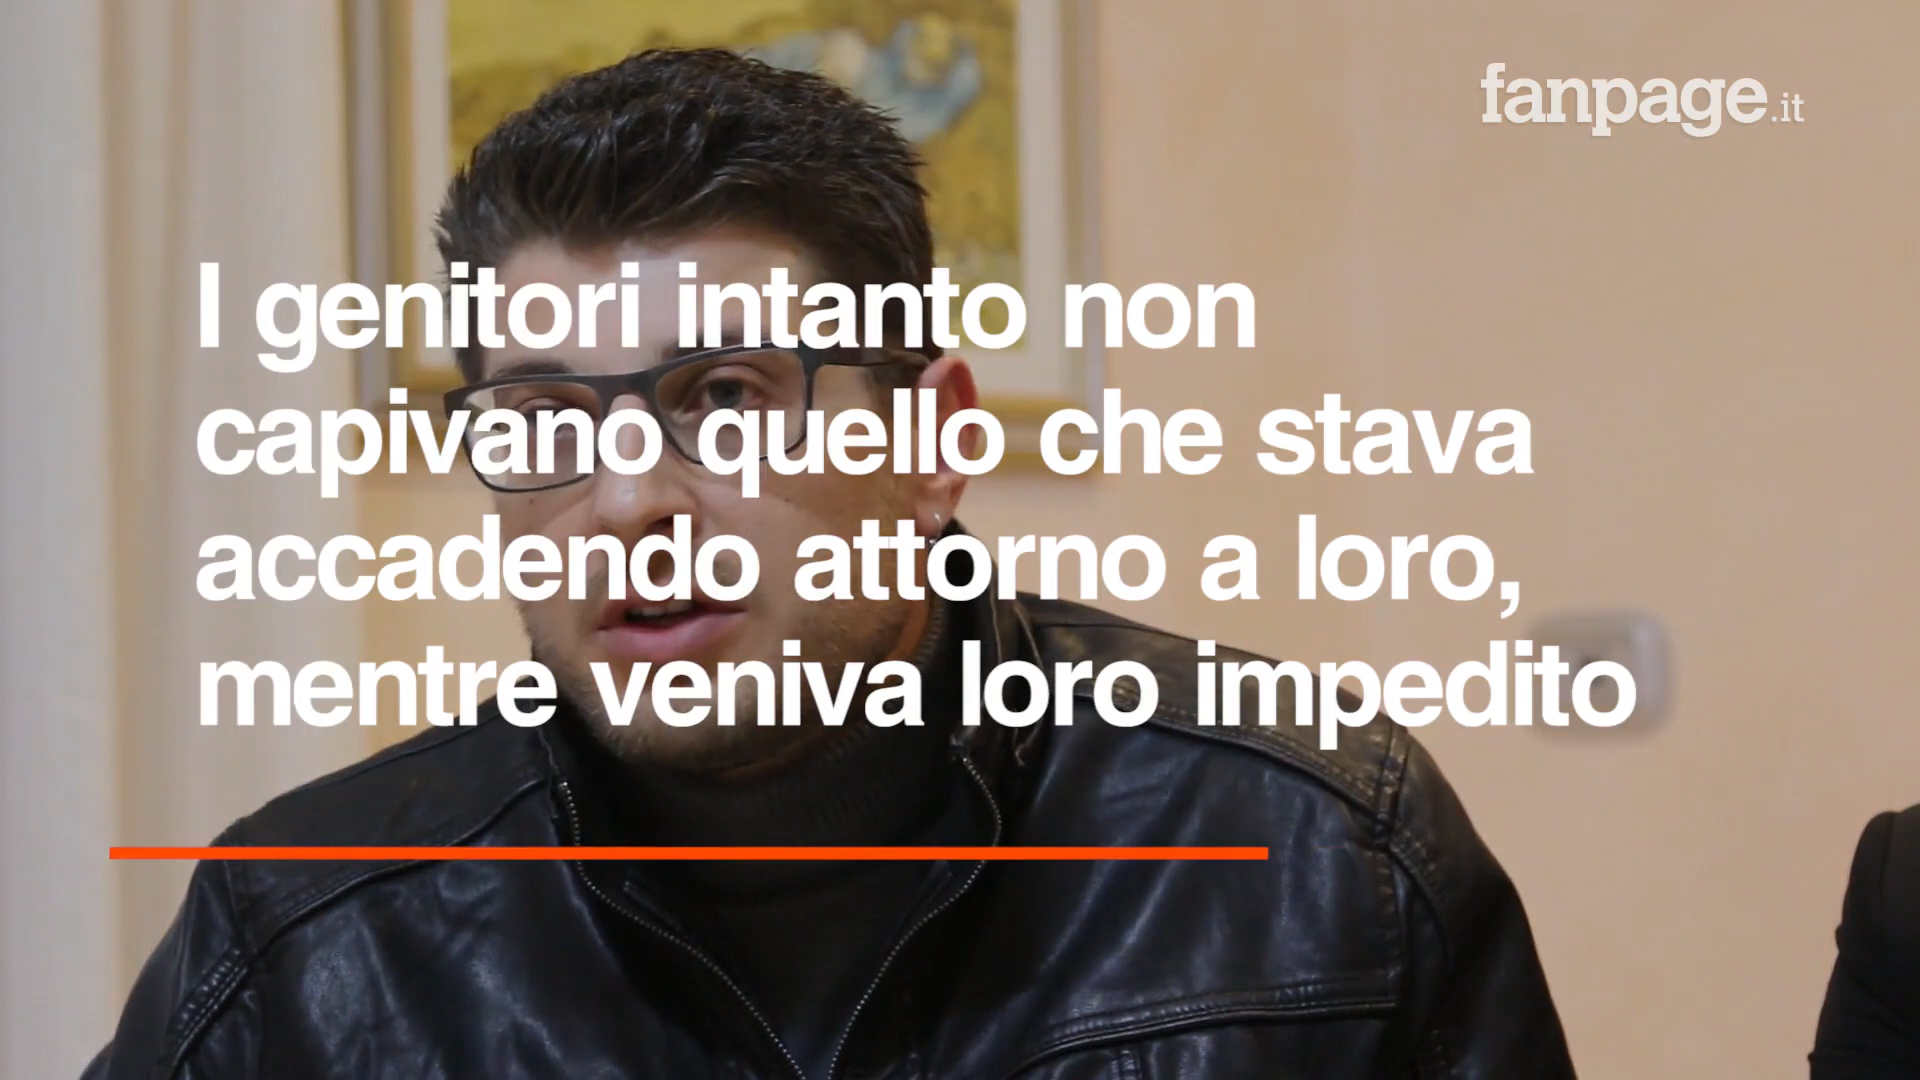 fanpage.it
I genitori intanto non
capivano quello che stava
accadendo attorno a loro,
mentre veniva loro impedito